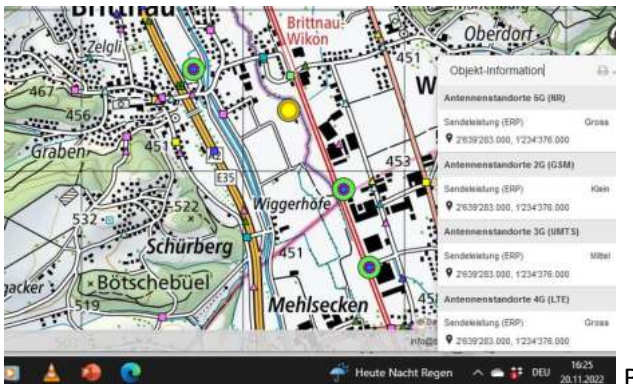 Brittnau
Zelgli
467
456
Graben
451
E35
532
522
Schürberg
Bötschebüel
519
Brittnau-
Wikon
Oberdorf
451
W
453
Wiggerhöfe
451
Mehlsecken
45
Objekt-Information
Antennenstandorte 5G (NR)
Sendeleistung (ERP) Gross
2'639'283.000, 1'234'376.000
Antennenstandorte 2G (GSM)
Sendeleistung (ERP) Klein
2'639'283.000, 1'234'376.000
Antennenstandorte 3G (UMTS)
Sendeleistung (ERP) Mittel
2'639'283.000, 1'234'376.000
Antennenstandorte 4G (LTE)
Sendeleistung (ERP) Gross
2'639'283.000, 1'234'376.000
Heute Nacht Regen
DEU
16:25
20.11.2022